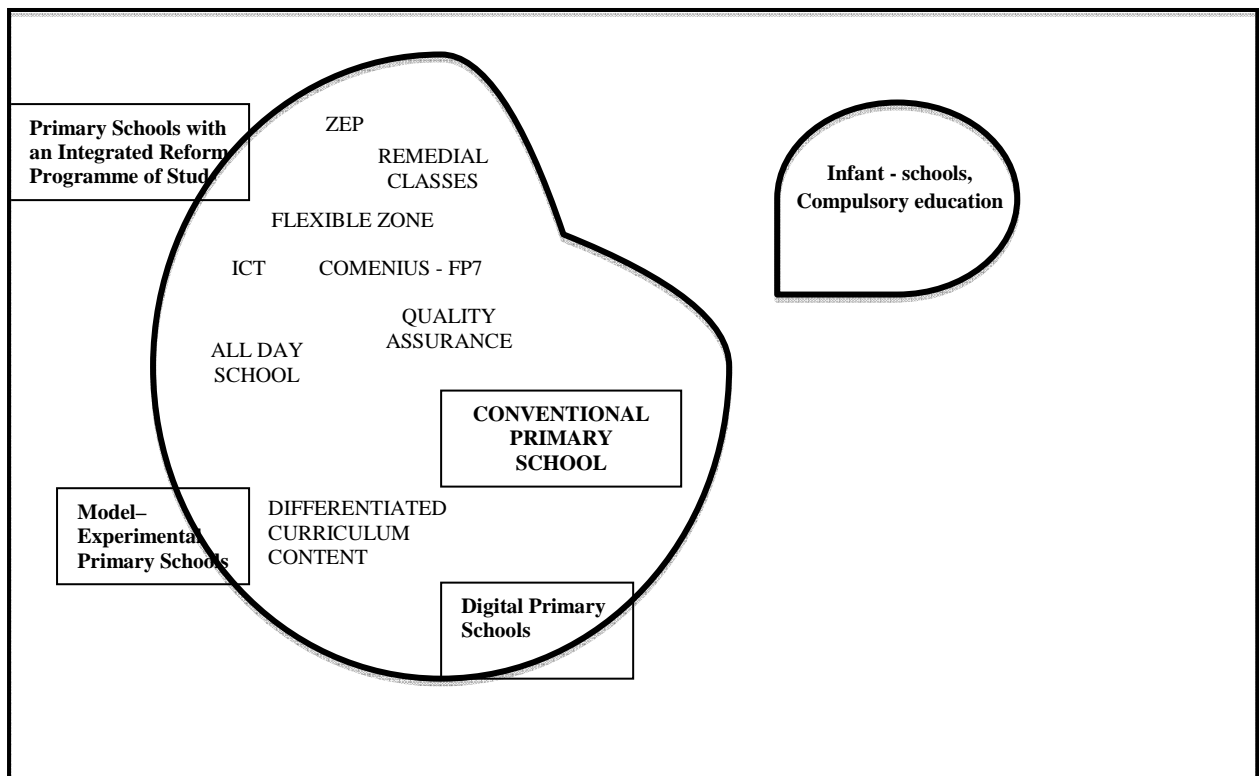 Primary Schools with
an Integrated Reform
Programme of Stud
ZEP
REMEDIAL
CLASSES
FLEXIBLE ZONE
ICT
COMENIUS - FP7
QUALITY
ASSURANCE
ALL DAY
SCHOOL
CONVENTIONAL
PRIMARY
SCHOOL
Model–
Experimental
Primary Schools
DIFFERENTIATED
CURRICULUM
CONTENT
Digital Primary
Schools
Infant - schools,
Compulsory education